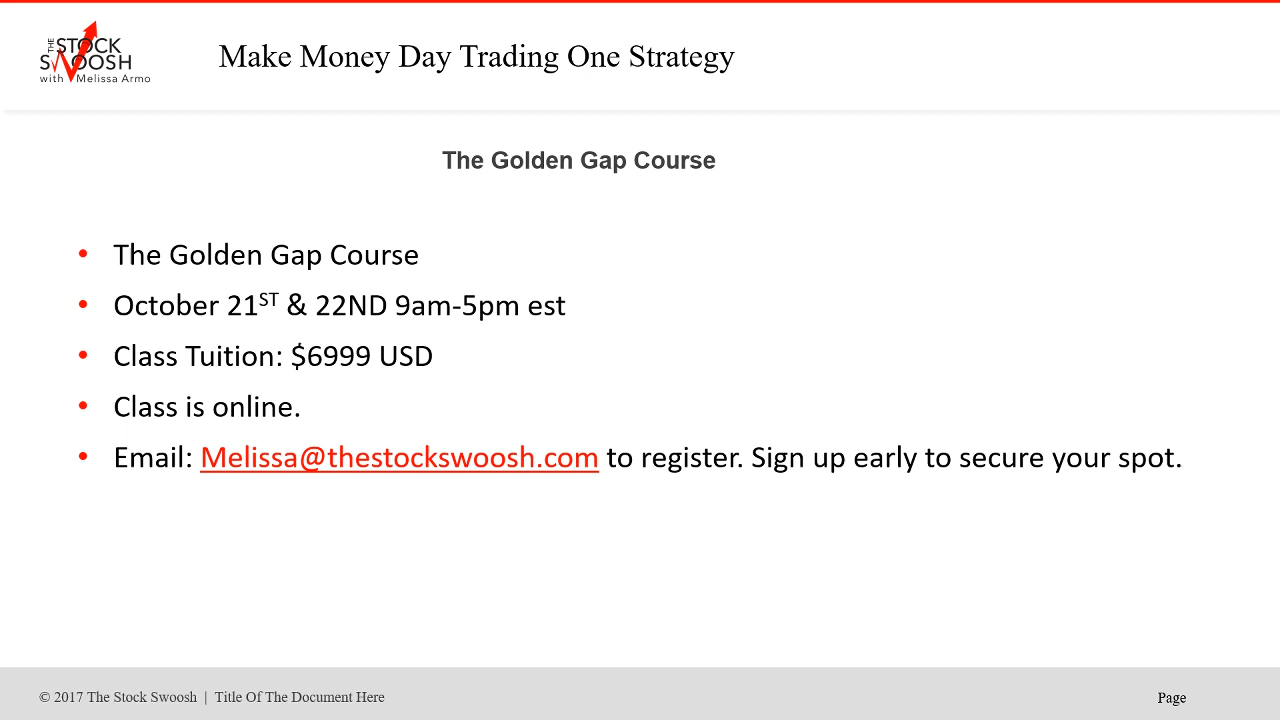 THE STOCK
SWOOSH
with Melissa Armo
Make Money Day Trading One Strategy
The Golden Gap Course
• The Golden Gap Course
• October 21ST & 22ND 9am-5pm est
• Class Tuition: $6999 USD
• Class is online.
• Email: Melissa@thestockswoosh.com to register. Sign up early to secure your spot.
© 2017 The Stock Swoosh | Title Of The Document Here
Page